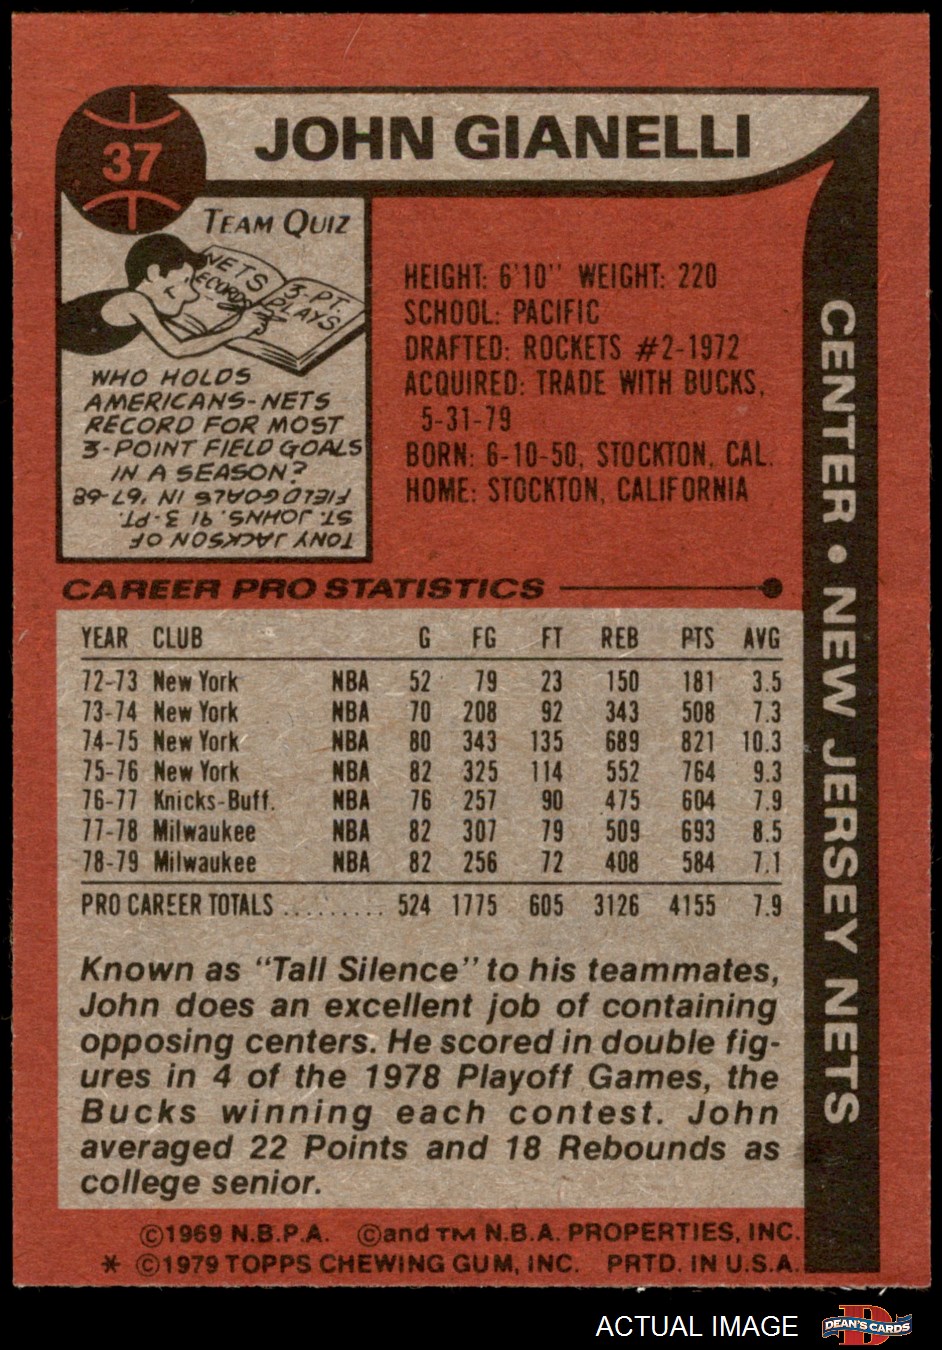 37
JOHN GIANELLI
TEAM QUIZ
NETS
RECORDS
3-PT.
PLAYS
WHO HOLDS
AMERICANS-NETS
RECORD FOR MOST
3-POINT FIELD GOALS
IN A SEASON?
TONY JACKSON OF
ST. JOHNS. 91 3-PT.
FIELD GOALS IN '67-68
HEIGHT: 6'10" WEIGHT: 220
SCHOOL: PACIFIC
DRAFTED: ROCKETS #2-1972
ACQUIRED: TRADE WITH BUCKS,
5-31-79
BORN: 6-10-50, STOCKTON, CAL.
HOME: STOCKTON, CALIFORNIA
CENTER • NEW JERSEY NETS
CAREER PRO STATISTICS
YEAR CLUB G FG FT REB PTS AVG
72-73 New York NBA 52 79 23 150 181 3.5
73-74 New York NBA 70 208 92 343 508 7.3
74-75 New York NBA 80 343 135 689 821 10.3
75-76 New York NBA 82 325 114 552 764 9.3
76-77 Knicks-Buff. NBA 76 257 90 475 604 7.9
77-78 Milwaukee NBA 82 307 79 509 693 8.5
78-79 Milwaukee NBA 82 256 72 408 584 7.1
PRO CAREER TOTALS ......... 524 1775 605 3126 4155 7.9
Known as "Tall Silence" to his teammates,
John does an excellent job of containing
opposing centers. He scored in double fig-
ures in 4 of the 1978 Playoff Games, the
Bucks winning each contest. John
averaged 22 Points and 18 Rebounds as
college senior.
©1969 N.B.P.A. ©and TM N.B.A. PROPERTIES, INC.
* ©1979 TOPPS CHEWING GUM, INC. PRTD. IN U.S.A.
ACTUAL IMAGE
D
DEAN'S CARDS